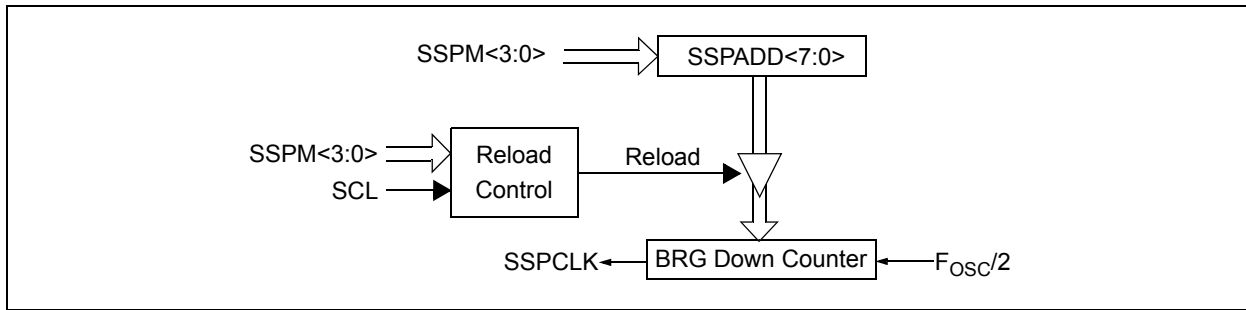 SSPM<3:0>
SSPADD<7:0>
SSPM<3:0>
SCL
Reload
Control
Reload
SSPCLK
BRG Down Counter
FOSC/2